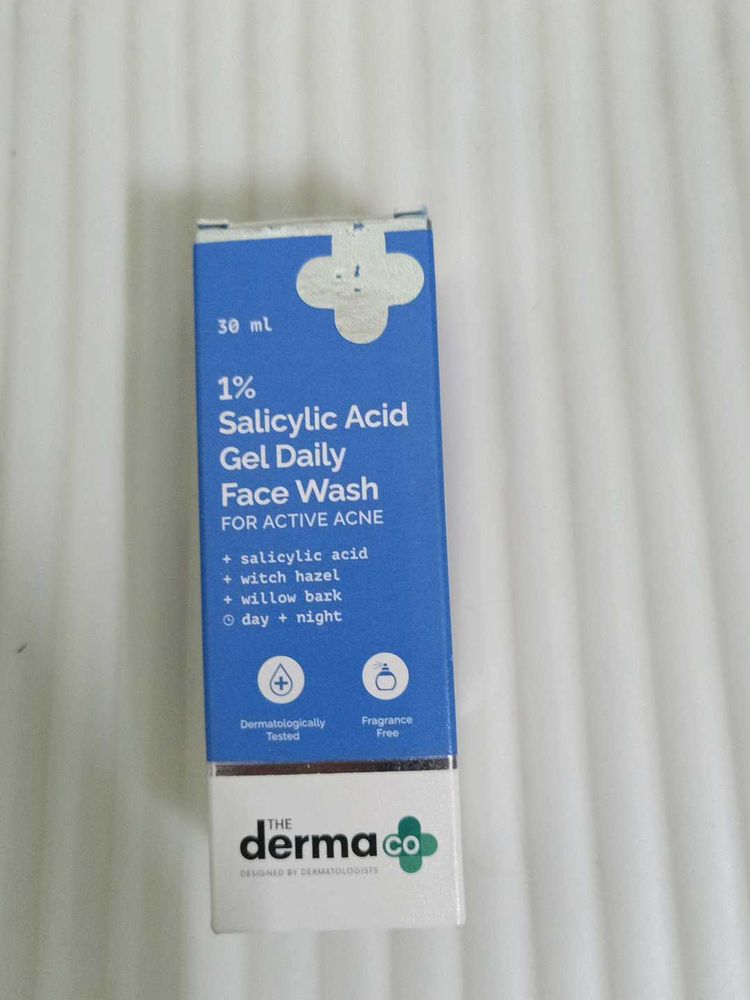 30 ml
1%
Salicylic Acid
Gel Daily
Face Wash
FOR ACTIVE ACNE
+ salicylic acid
+ witch hazel
+ willow bark
day + night
Dermatologically
Tested
Fragrance
Free
THE
derma co
DESIGNED BY DERMATOLOGISTS